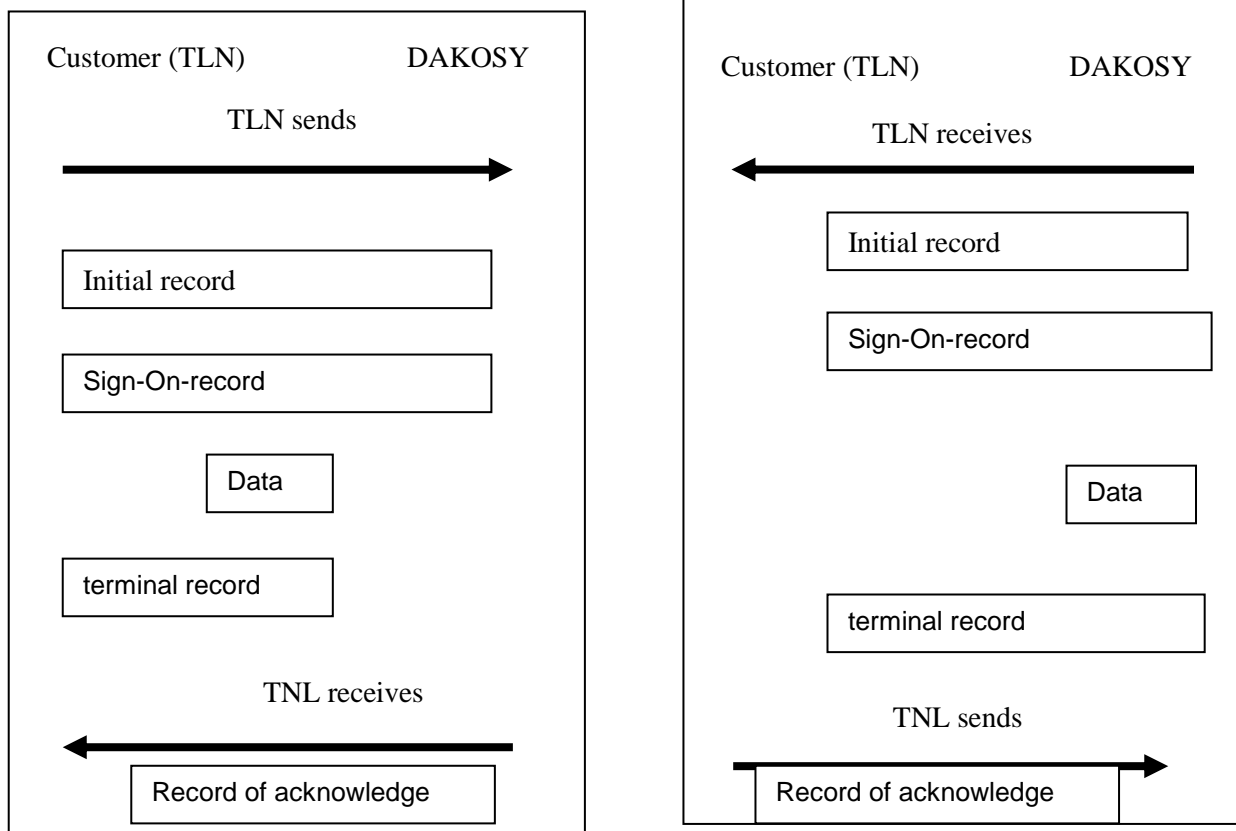 Customer (TLN) DAKOSY
TLN sends
Initial record
Sign-On-record
Data
terminal record
TNL receives
Record of acknowledge
Customer (TLN) DAKOSY
TLN receives
Initial record
Sign-On-record
Data
terminal record
TNL sends
Record of acknowledge